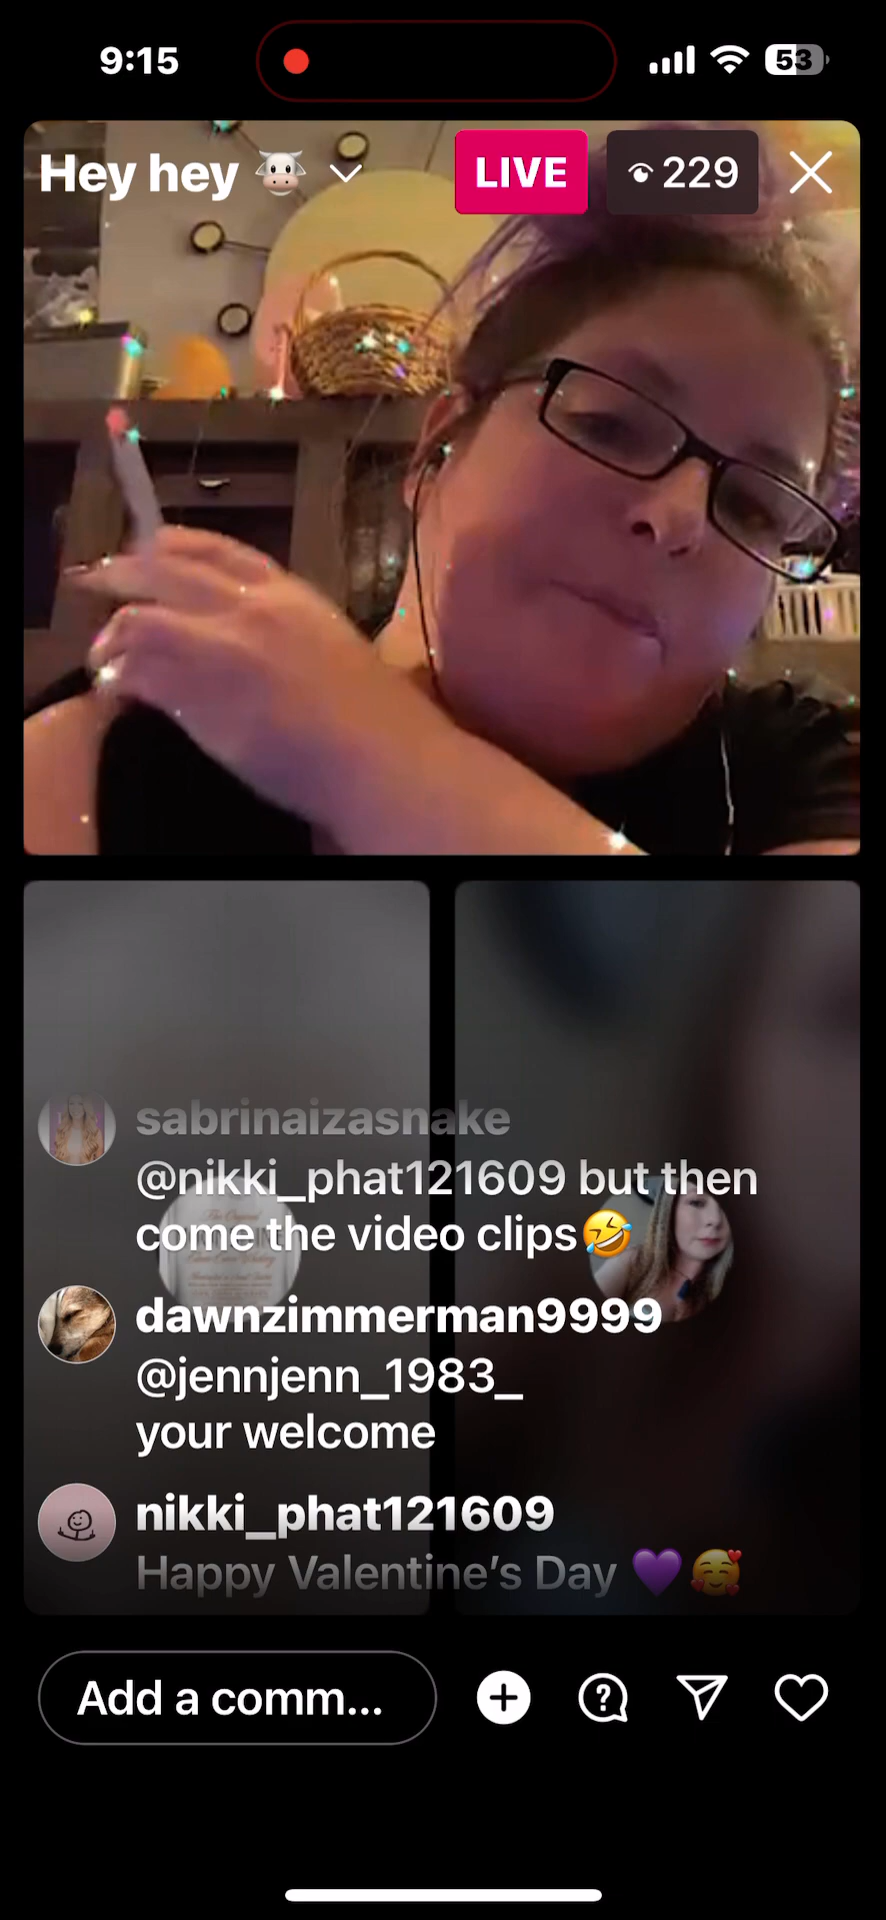 9:15
53
Hey hey 🐮
LIVE
229
sabrinaizasnake
@nikki_phat121609 but then
come the video clips🤣
dawnzimmerman9999
@jennjenn_1983_
your welcome
nikki_phat121609
Happy Valentine’s Day 💜🥰
Add a comm...